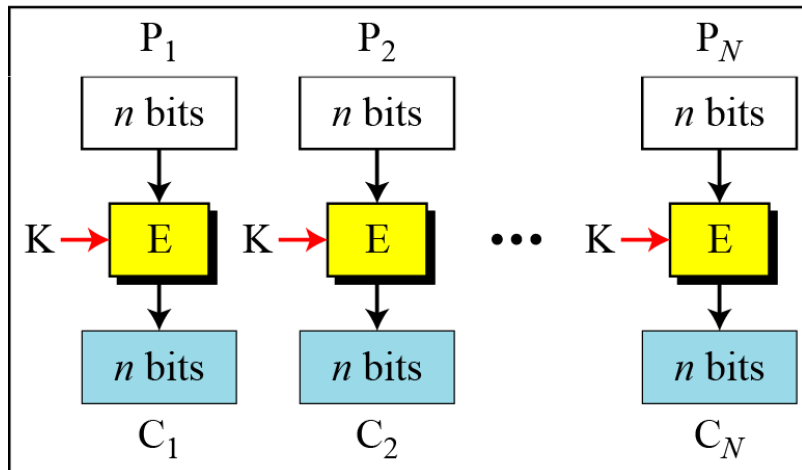 P1 P2 PN
n bits n bits n bits
K E K E ••• K E
n bits n bits n bits
C1 C2 CN